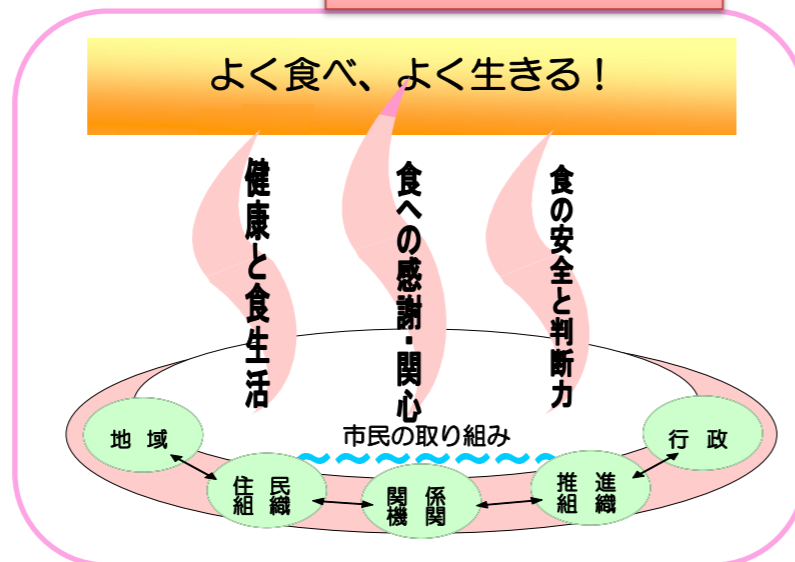 よく食べ、よく生きる！
健康と食生活
食への感謝・関心
食の安全と判断力
市民の取り組み
地 域
住 民
組 織
関 係
機 関
推 進
組 織
行 政